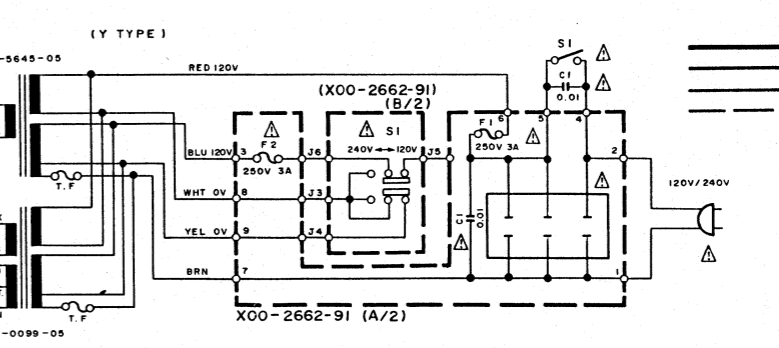 (Y TYPE)
-5645-05
RED 120V
(X00-2662-91)
(B/2)
S1
C1
0.01
6
5
4
F2
S1
F1
240V 120V
250V 3A
BLU 120V
3
J6
J5
2
250V 3A
T.F
120V/240V
WHT 0V
8
J3
C1
0.01
YEL 0V
9
J4
BRN
7
1
T.F
X00-2662-91 (A/2)
-0099-05